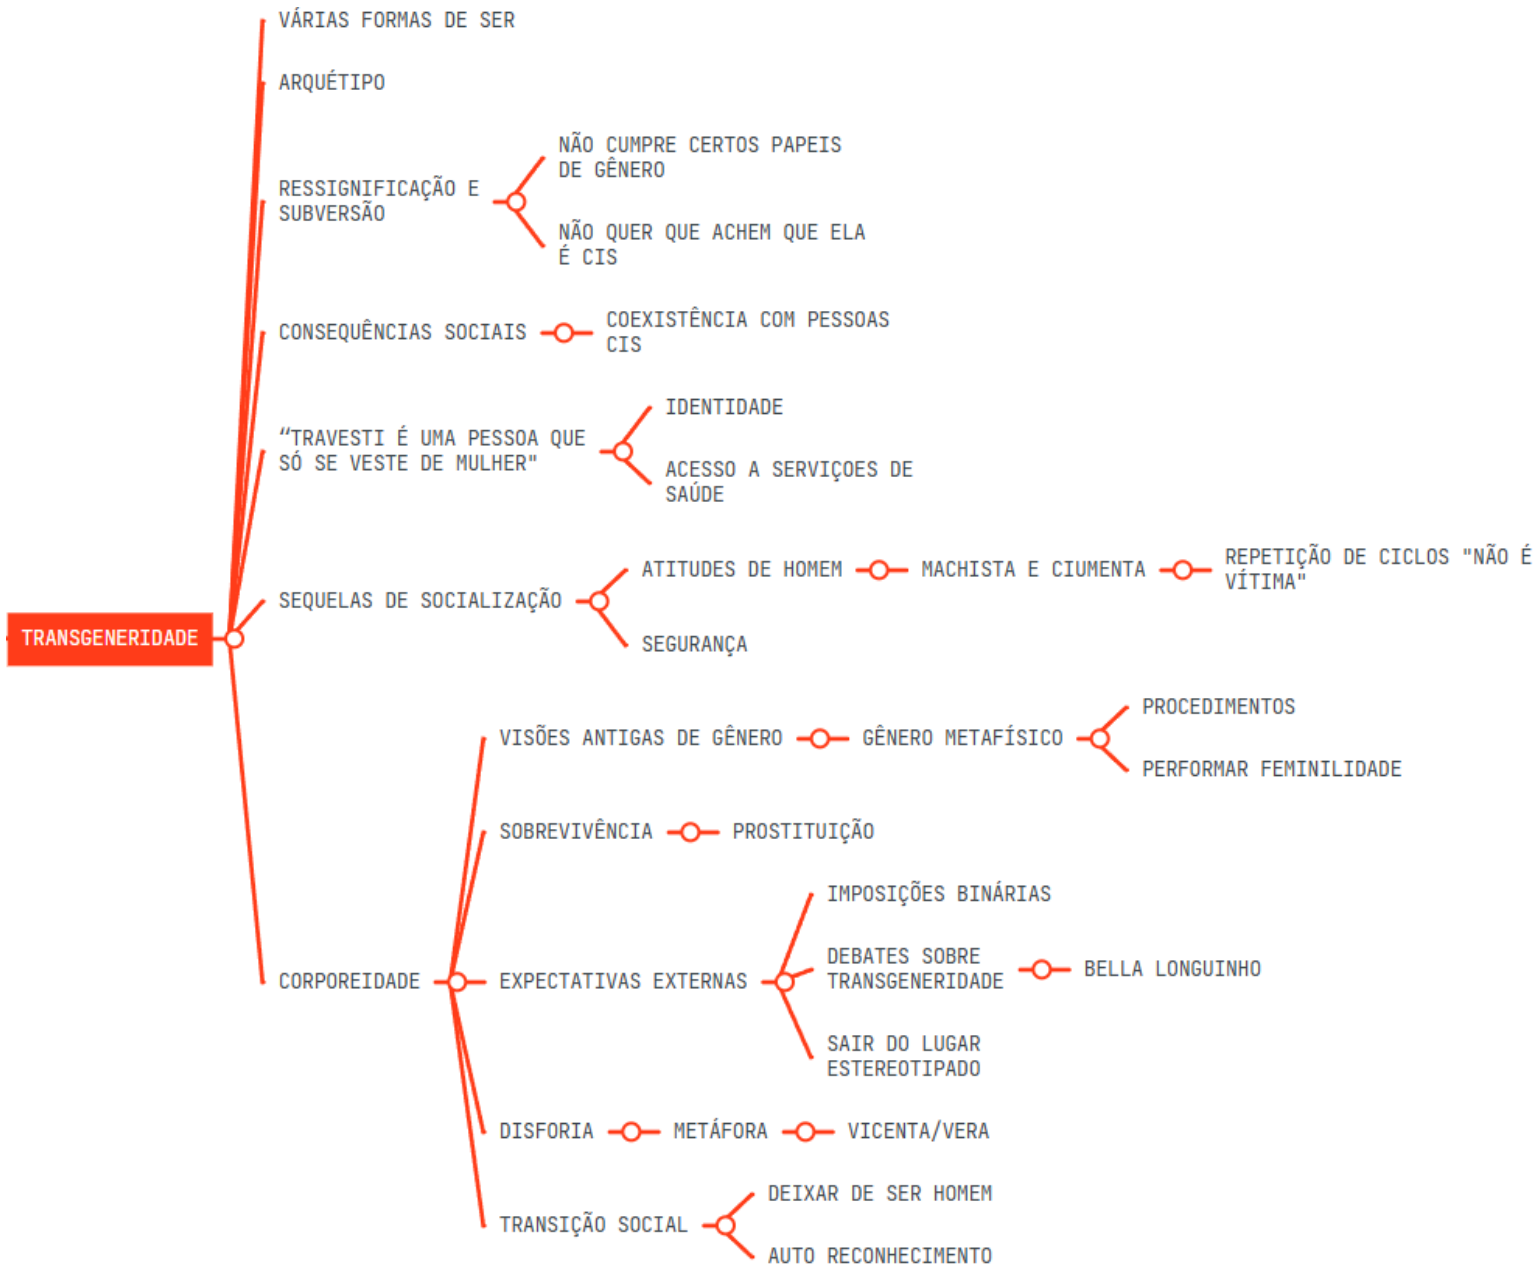 VÁRIAS FORMAS DE SER
ARQUÉTIPO
NÃO CUMPRE CERTOS PAPEIS
DE GÊNERO
RESSIGNIFICAÇÃO E
SUBVERSÃO
NÃO QUER QUE ACHEM QUE ELA
É CIS
CONSEQUÊNCIAS SOCIAIS
COEXISTÊNCIA COM PESSOAS
CIS
“TRAVESTI É UMA PESSOA QUE
SÓ SE VESTE DE MULHER"
IDENTIDADE
ACESSO A SERVIÇOES DE
SAÚDE
SEQUELAS DE SOCIALIZAÇÃO
ATITUDES DE HOMEM
MACHISTA E CIUMENTA
REPETIÇÃO DE CICLOS "NÃO É
VÍTIMA"
SEGURANÇA
TRANSGENERIDADE
VISÕES ANTIGAS DE GÊNERO
GÊNERO METAFÍSICO
PROCEDIMENTOS
PERFORMAR FEMINILIDADE
SOBREVIVÊNCIA
PROSTITUIÇÃO
CORPOREIDADE
EXPECTATIVAS EXTERNAS
IMPOSIÇÕES BINÁRIAS
DEBATES SOBRE
TRANSGENERIDADE
BELLA LONGUINHO
SAIR DO LUGAR
ESTEREOTIPADO
DISFORIA
METÁFORA
VICENTA/VERA
TRANSIÇÃO SOCIAL
DEIXAR DE SER HOMEM
AUTO RECONHECIMENTO